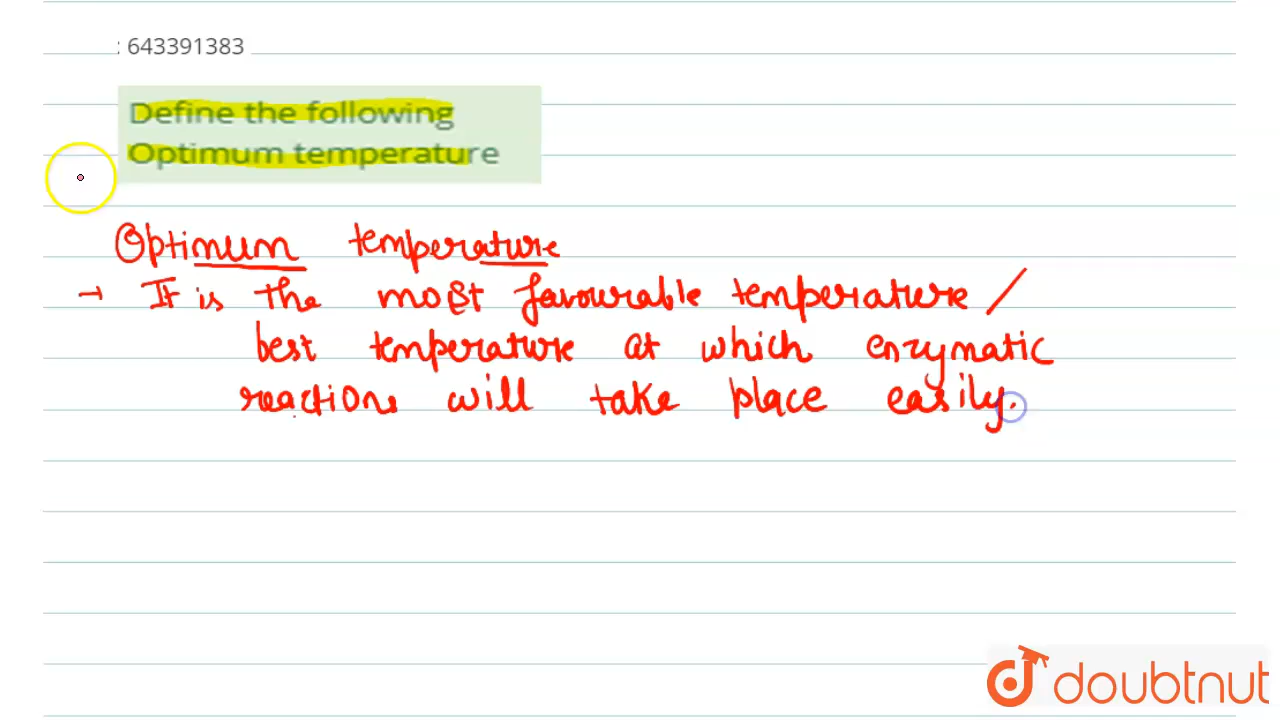 : 643391383
Define the following
Optimum temperature
Optimum temperature
→ It is the most favourable temperature /
best temperature at which enzymatic
reactions will take place easily.
doubtnut